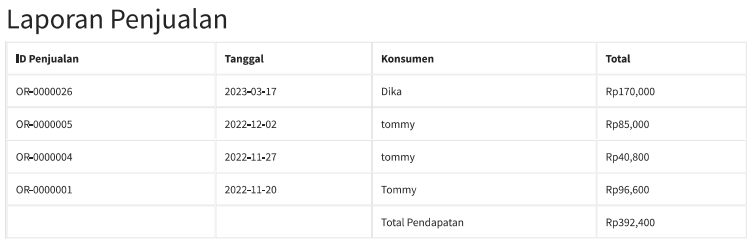 Laporan Penjualan
ID Penjualan Tanggal Konsumen Total
OR-0000026 2023-03-17 Dika Rp170,000
OR-0000005 2022-12-02 tommy Rp85,000
OR-0000004 2022-11-27 tommy Rp40,800
OR-0000001 2022-11-20 Tommy Rp96,600
Total Pendapatan Rp392,400